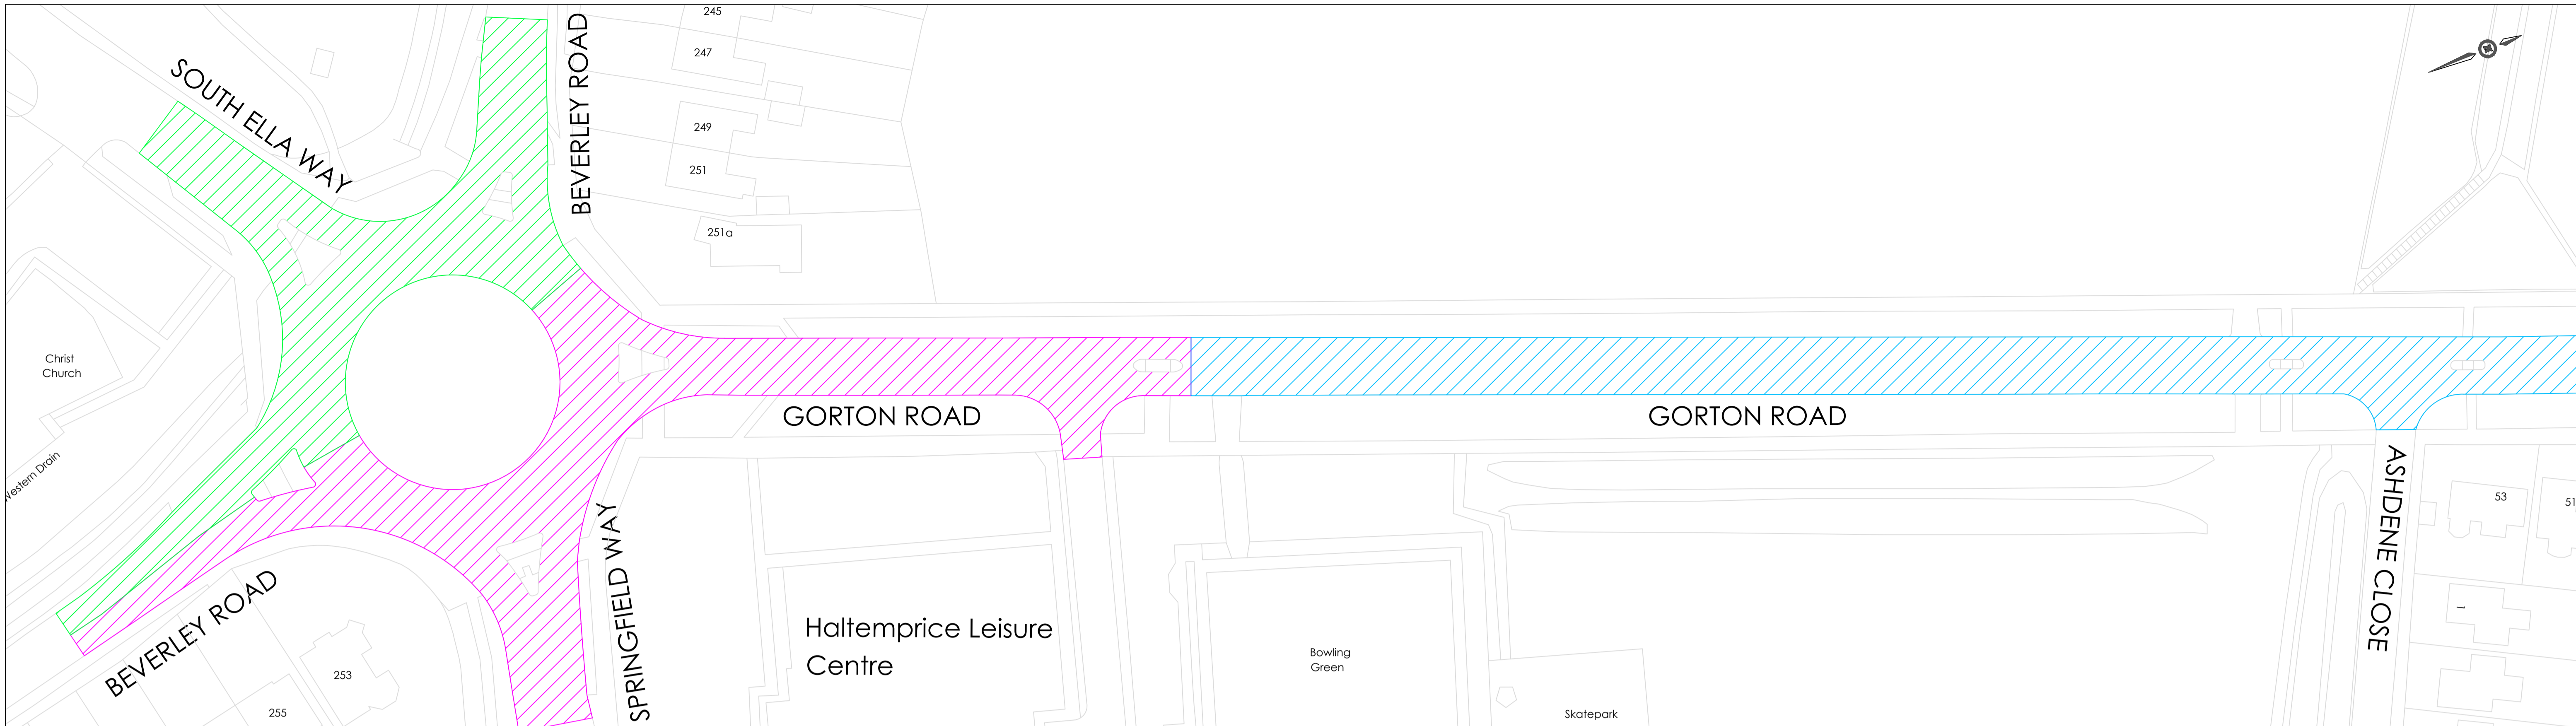 SOUTH ELLA WAY
BEVERLEY ROAD
245
247
249
251
251a
Christ
Church
Western Drain
GORTON ROAD
GORTON ROAD
BEVERLEY ROAD
253
255
SPRINGFIELD WAY
Haltemprice Leisure
Centre
Bowling
Green
Skatepark
ASHDENE CLOSE
53
51
1